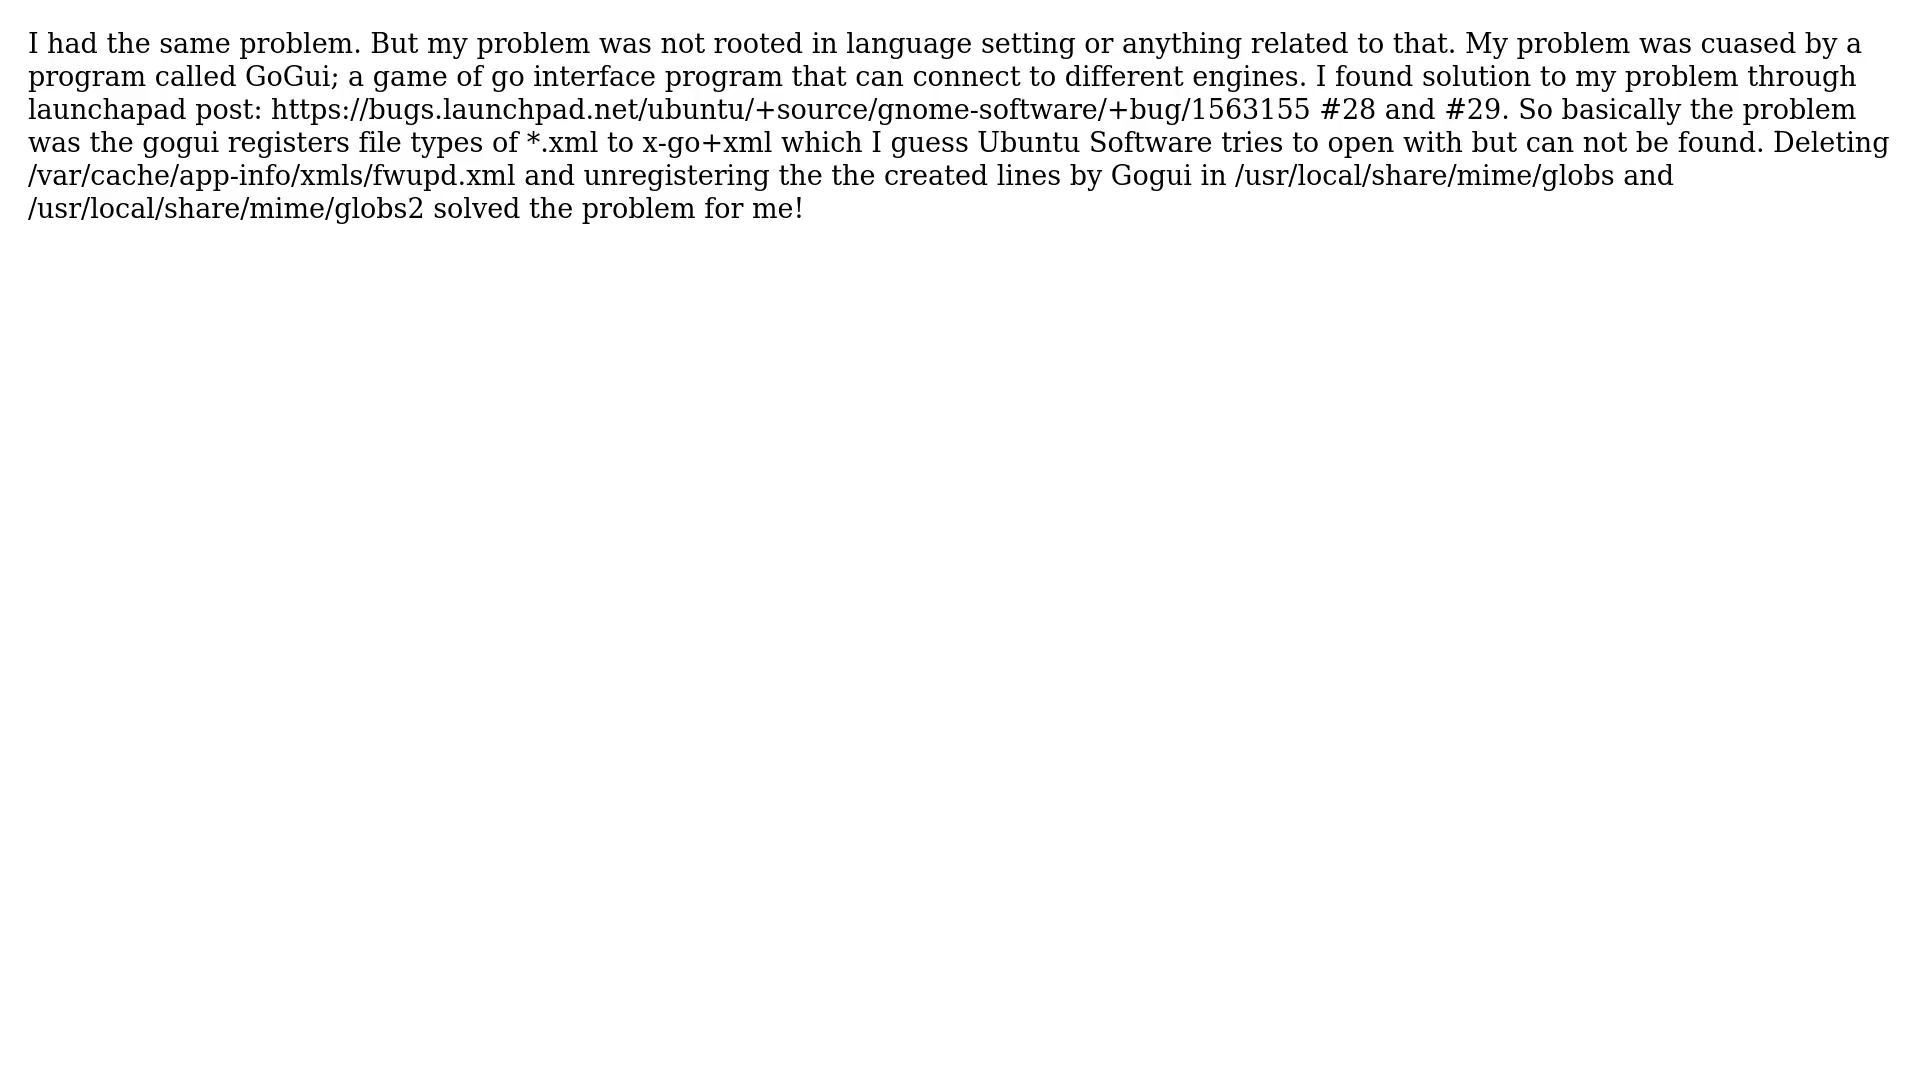 I had the same problem. But my problem was not rooted in language setting or anything related to that. My problem was cuased by a
program called GoGui; a game of go interface program that can connect to different engines. I found solution to my problem through
launchapad post: https://bugs.launchpad.net/ubuntu/+source/gnome-software/+bug/1563155 #28 and #29. So basically the problem
was the gogui registers file types of *.xml to x-go+xml which I guess Ubuntu Software tries to open with but can not be found. Deleting
/var/cache/app-info/xmls/fwupd.xml and unregistering the the created lines by Gogui in /usr/local/share/mime/globs and
/usr/local/share/mime/globs2 solved the problem for me!